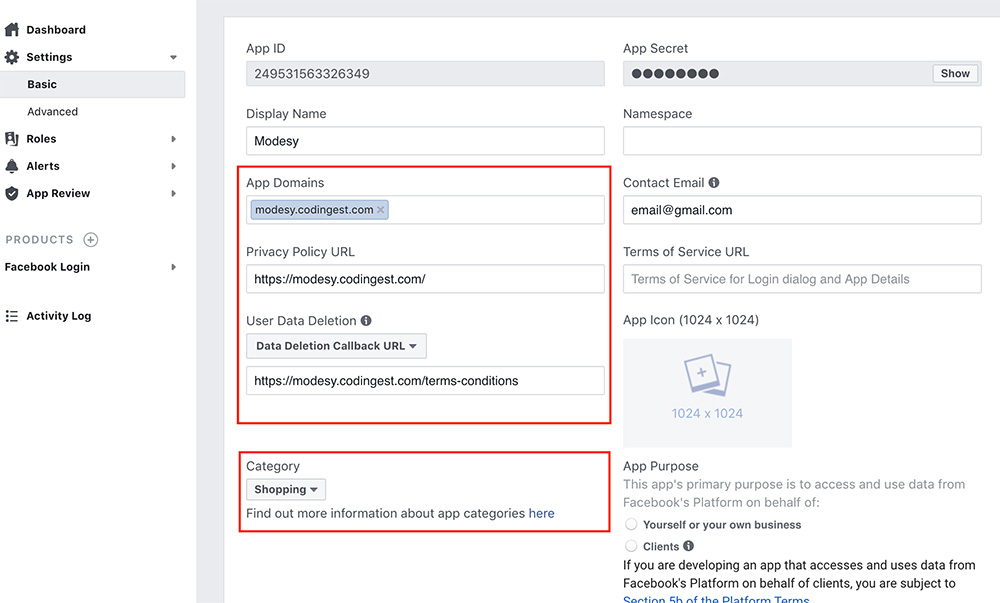 Dashboard
Settings
Basic
Advanced
Roles
Alerts
App Review
PRODUCTS
Facebook Login
Activity Log
App ID
249531563326349
App Secret
●●●●●●●●
Show
Display Name
Modesy
Namespace
App Domains
modesy.codingest.com ×
Contact Email
email@gmail.com
Privacy Policy URL
https://modesy.codingest.com/
Terms of Service URL
Terms of Service for Login dialog and App Details
User Data Deletion
Data Deletion Callback URL
https://modesy.codingest.com/terms-conditions
App Icon (1024 x 1024)
1024 x 1024
Category
Shopping
Find out more information about app categories here
App Purpose
This app's primary purpose is to access and use data from
Facebook's Platform on behalf of:
Yourself or your own business
Clients
If you are developing an app that accesses and uses data from
Facebook's Platform on behalf of clients, you are subject to
Section 5b of the Platform Terms